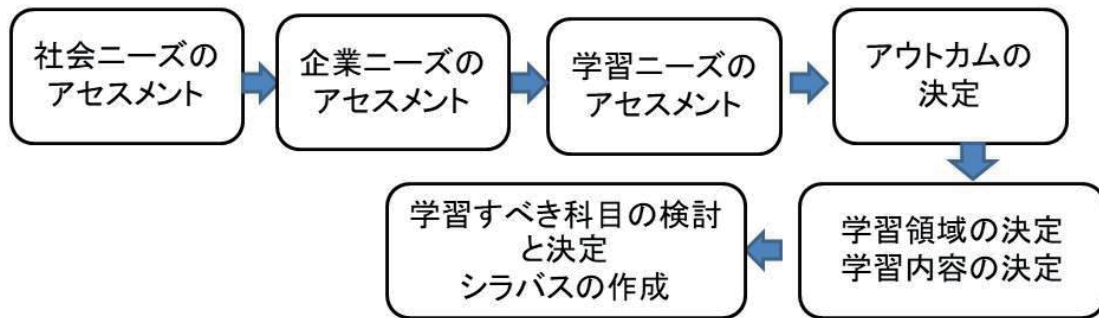 社会ニーズの
アセスメント
企業ニーズの
アセスメント
学習ニーズの
アセスメント
アウトカムの
決定
学習領域の決定
学習内容の決定
学習すべき科目の検討
と決定
シラバスの作成